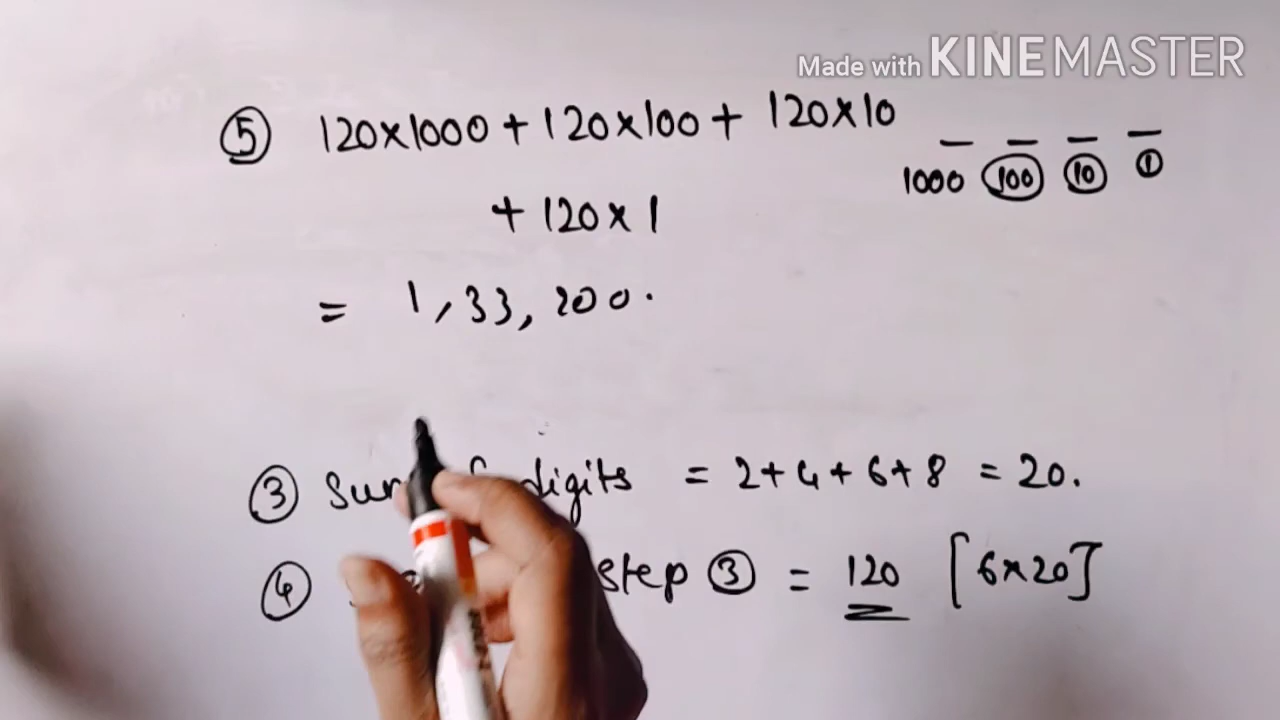 Made with KINEMASTER
⑤ 120×1000 + 120×100 + 120×10
1000 100 10 1
+ 120×1
= 1,33,200.
③ digits = 2+4+6+8 = 20.
④ step ③ = 120 [6×20]